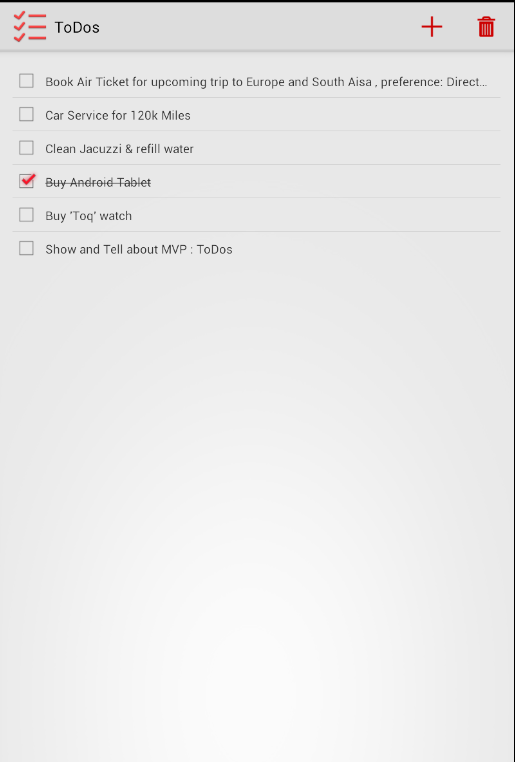 ToDos
Book Air Ticket for upcoming trip to Europe and South Aisa , preference: Direct...
Car Service for 120k Miles
Clean Jacuzzi & refill water
Buy Android Tablet
Buy 'Toq' watch
Show and Tell about MVP : ToDos